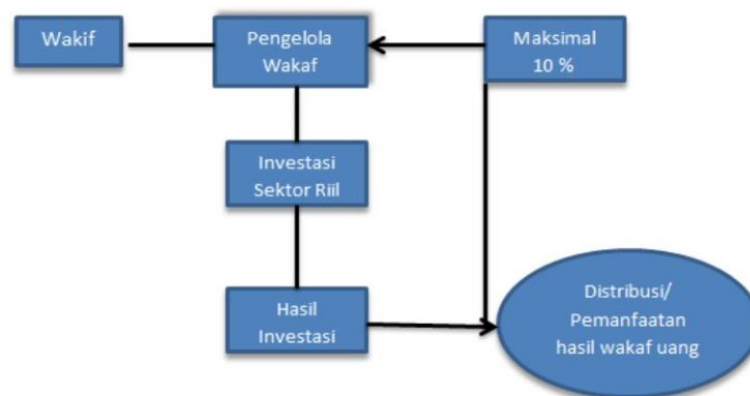 Wakif
Pengelola
Wakaf
Maksimal
10 %
Investasi
Sektor Riil
Hasil
Investasi
Distribusi/
Pemanfaatan
hasil wakaf uang